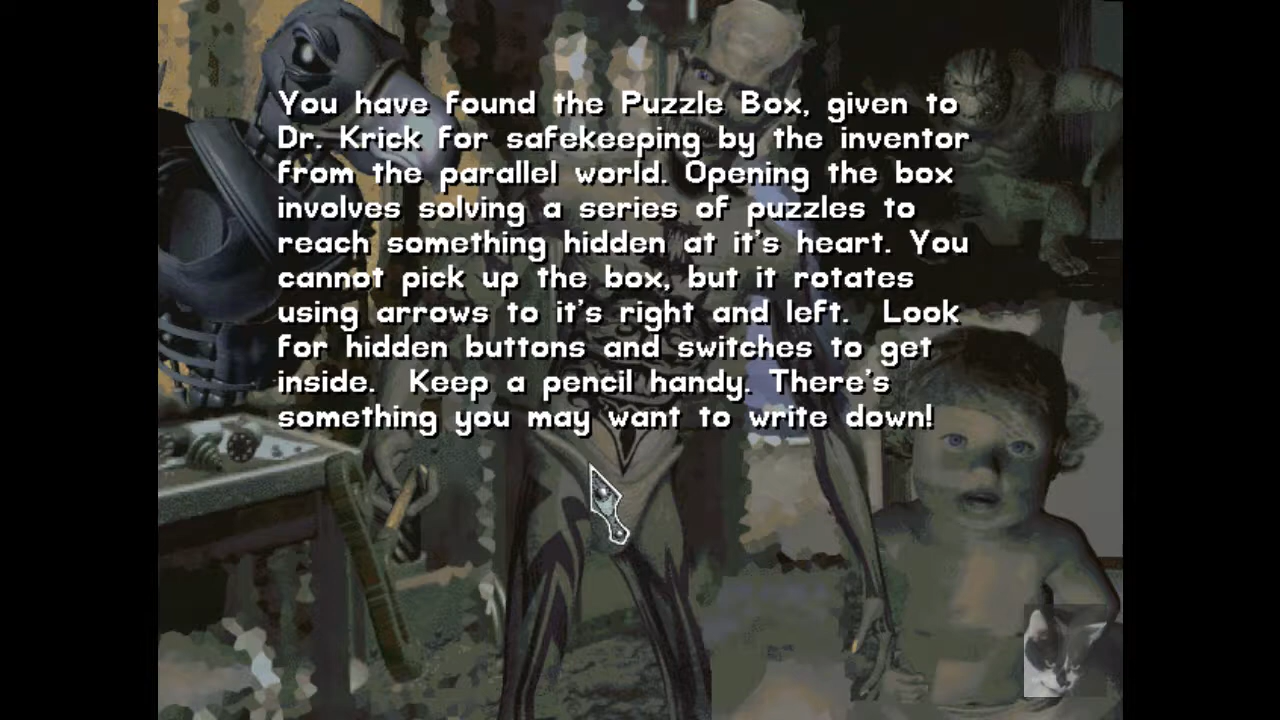 You have found the Puzzle Box, given to
Dr. Krick for safekeeping by the inventor
from the parallel world. Opening the box
involves solving a series of puzzles to
reach something hidden at it's heart. You
cannot pick up the box, but it rotates
using arrows to it's right and left.  Look
for hidden buttons and switches to get
inside.  Keep a pencil handy. There's
something you may want to write down!